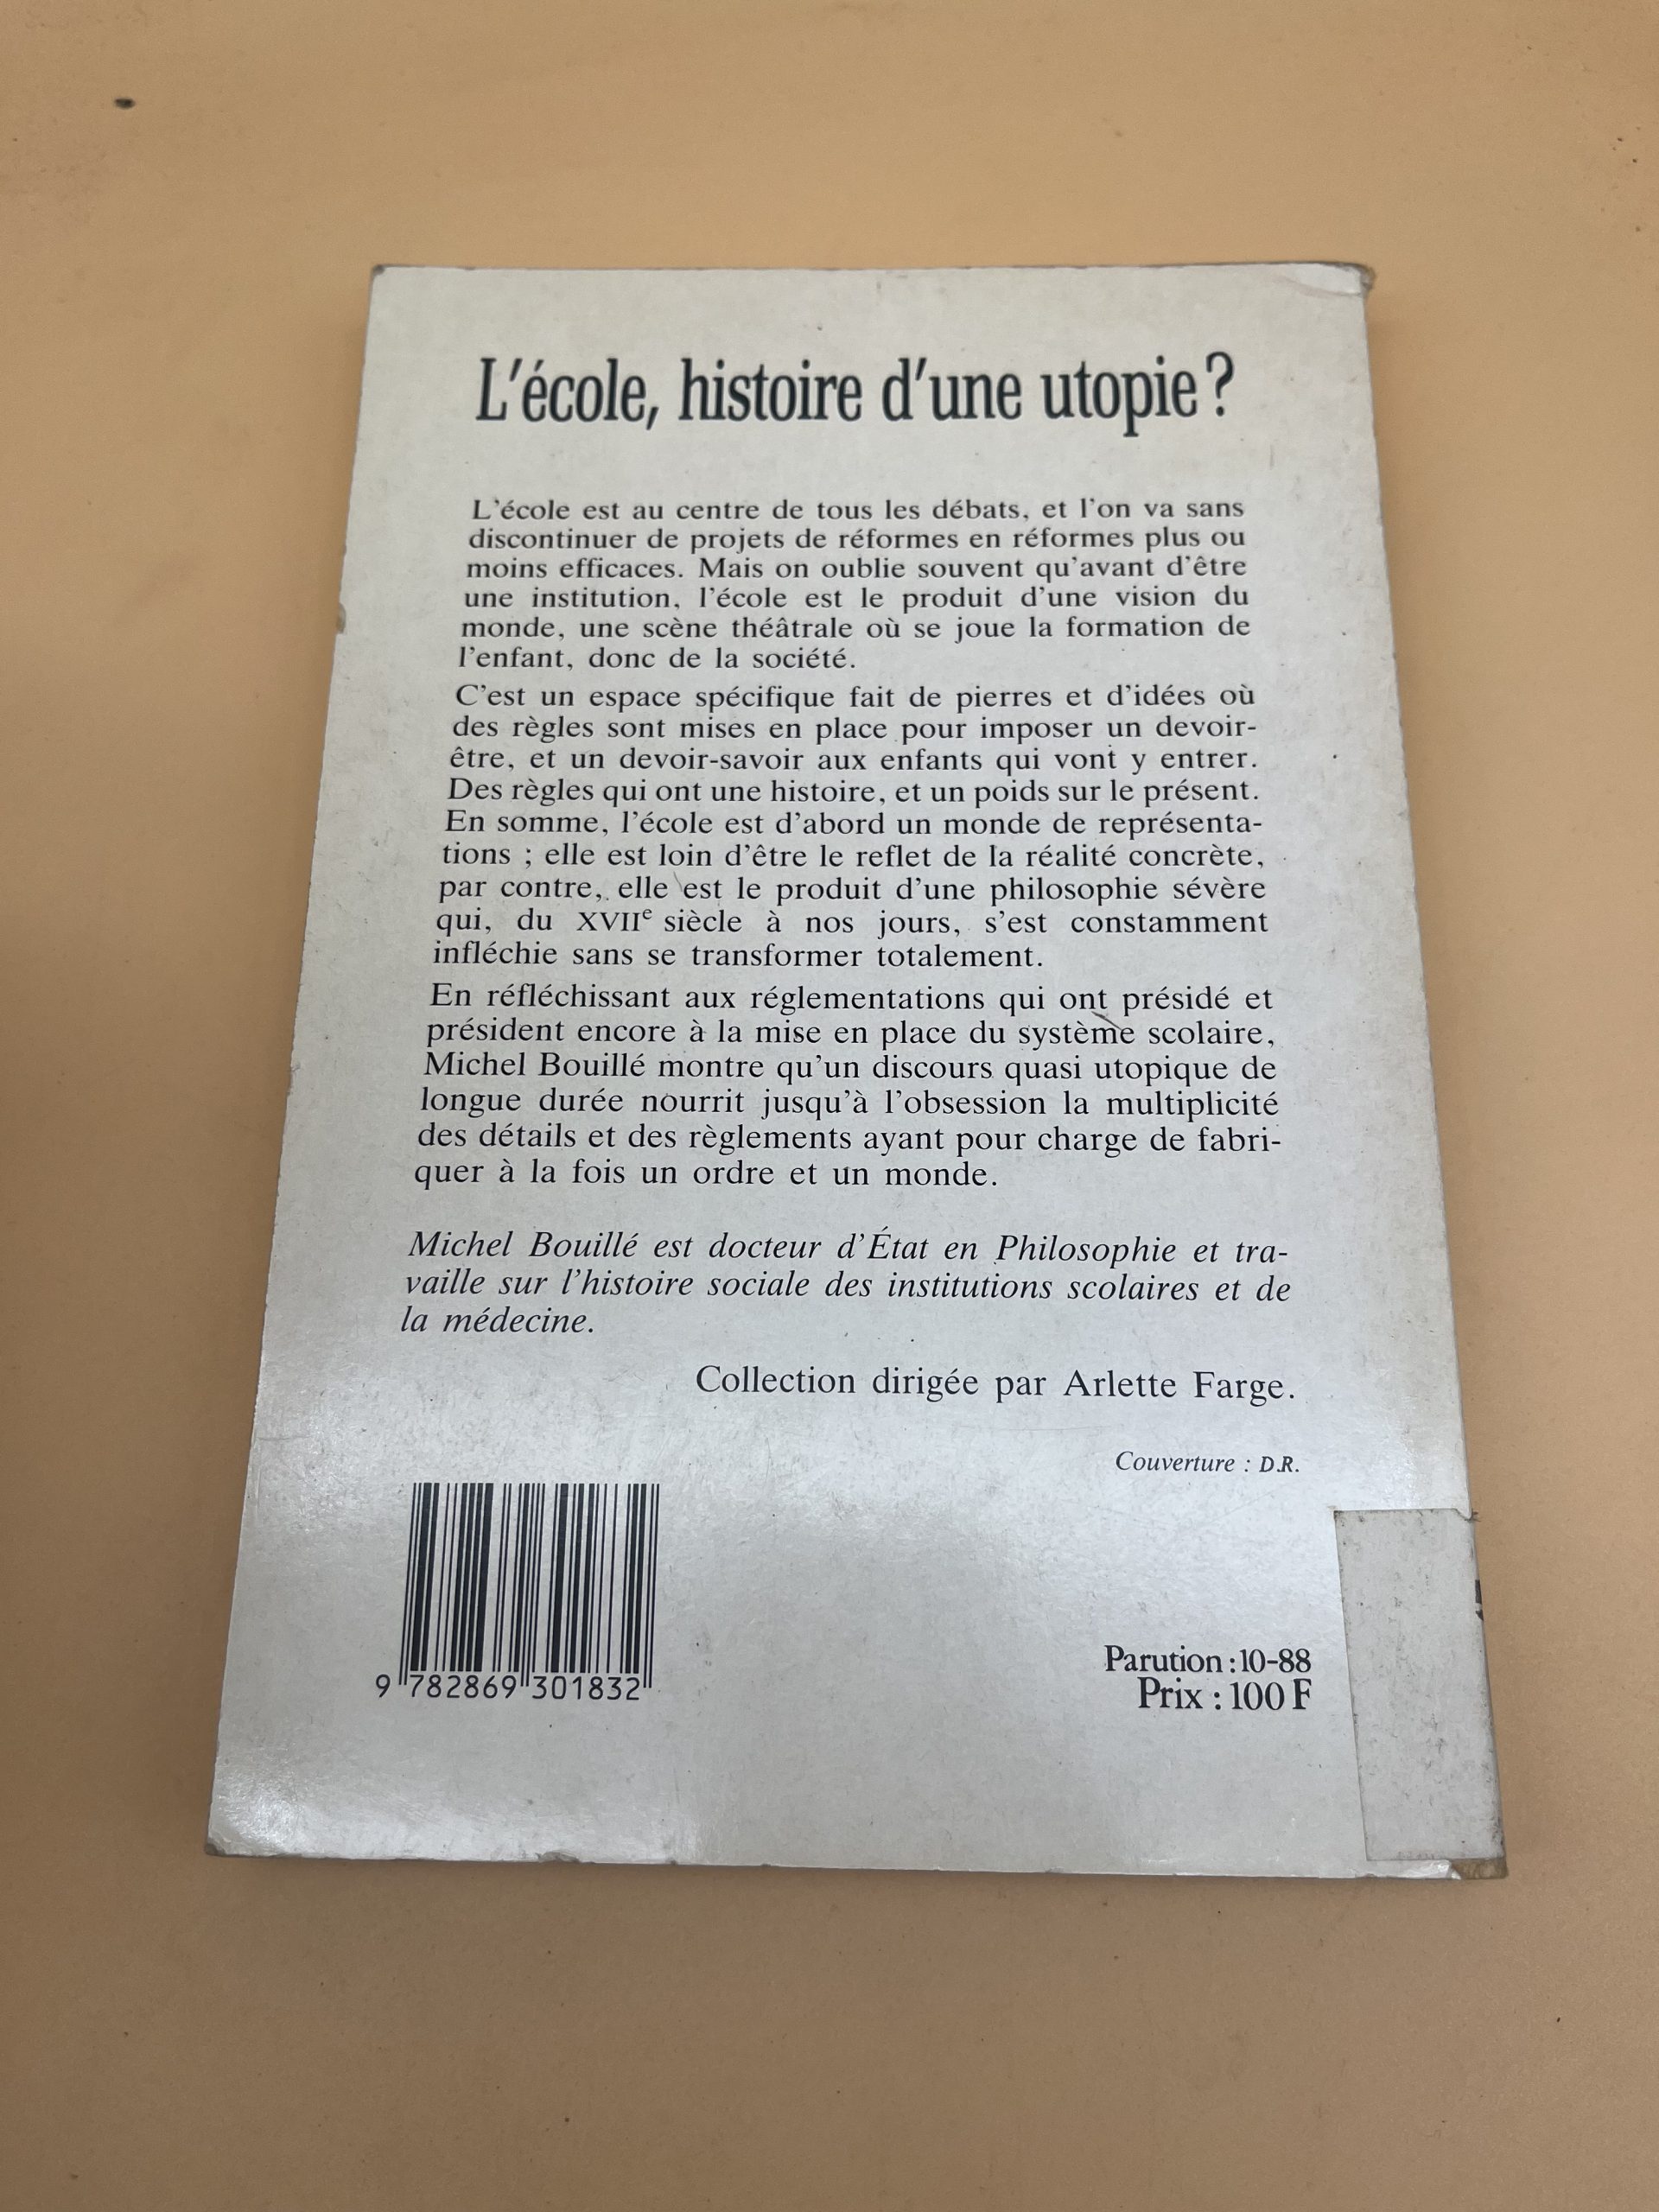 L'école, histoire d'une utopie ?
L'école est au centre de tous les débats, et l'on va sans
discontinuer de projets de réformes en réformes plus ou
moins efficaces. Mais on oublie souvent qu'avant d'être
une institution, l'école est le produit d'une vision du
monde, une scène théâtrale où se joue la formation de
l'enfant, donc de la société.
C'est un espace spécifique fait de pierres et d'idées où
des règles sont mises en place pour imposer un devoir-
être, et un devoir-savoir aux enfants qui vont y entrer.
Des règles qui ont une histoire, et un poids sur le présent.
En somme, l'école est d'abord un monde de représenta-
tions ; elle est loin d'être le reflet de la réalité concrète,
par contre, elle est le produit d'une philosophie sévère
qui, du XVIIe siècle à nos jours, s'est constamment
infléchie sans se transformer totalement.
En réfléchissant aux réglementations qui ont présidé et
président encore à la mise en place du système scolaire,
Michel Bouillé montre qu'un discours quasi utopique de
longue durée nourrit jusqu'à l'obsession la multiplicité
des détails et des règlements ayant pour charge de fabri-
quer à la fois un ordre et un monde.
Michel Bouillé est docteur d'État en Philosophie et tra-
vaille sur l'histoire sociale des institutions scolaires et de
la médecine.
Collection dirigée par Arlette Farge.
Couverture : D.R.
9 782869 301832
Parution : 10-88
Prix : 100 F